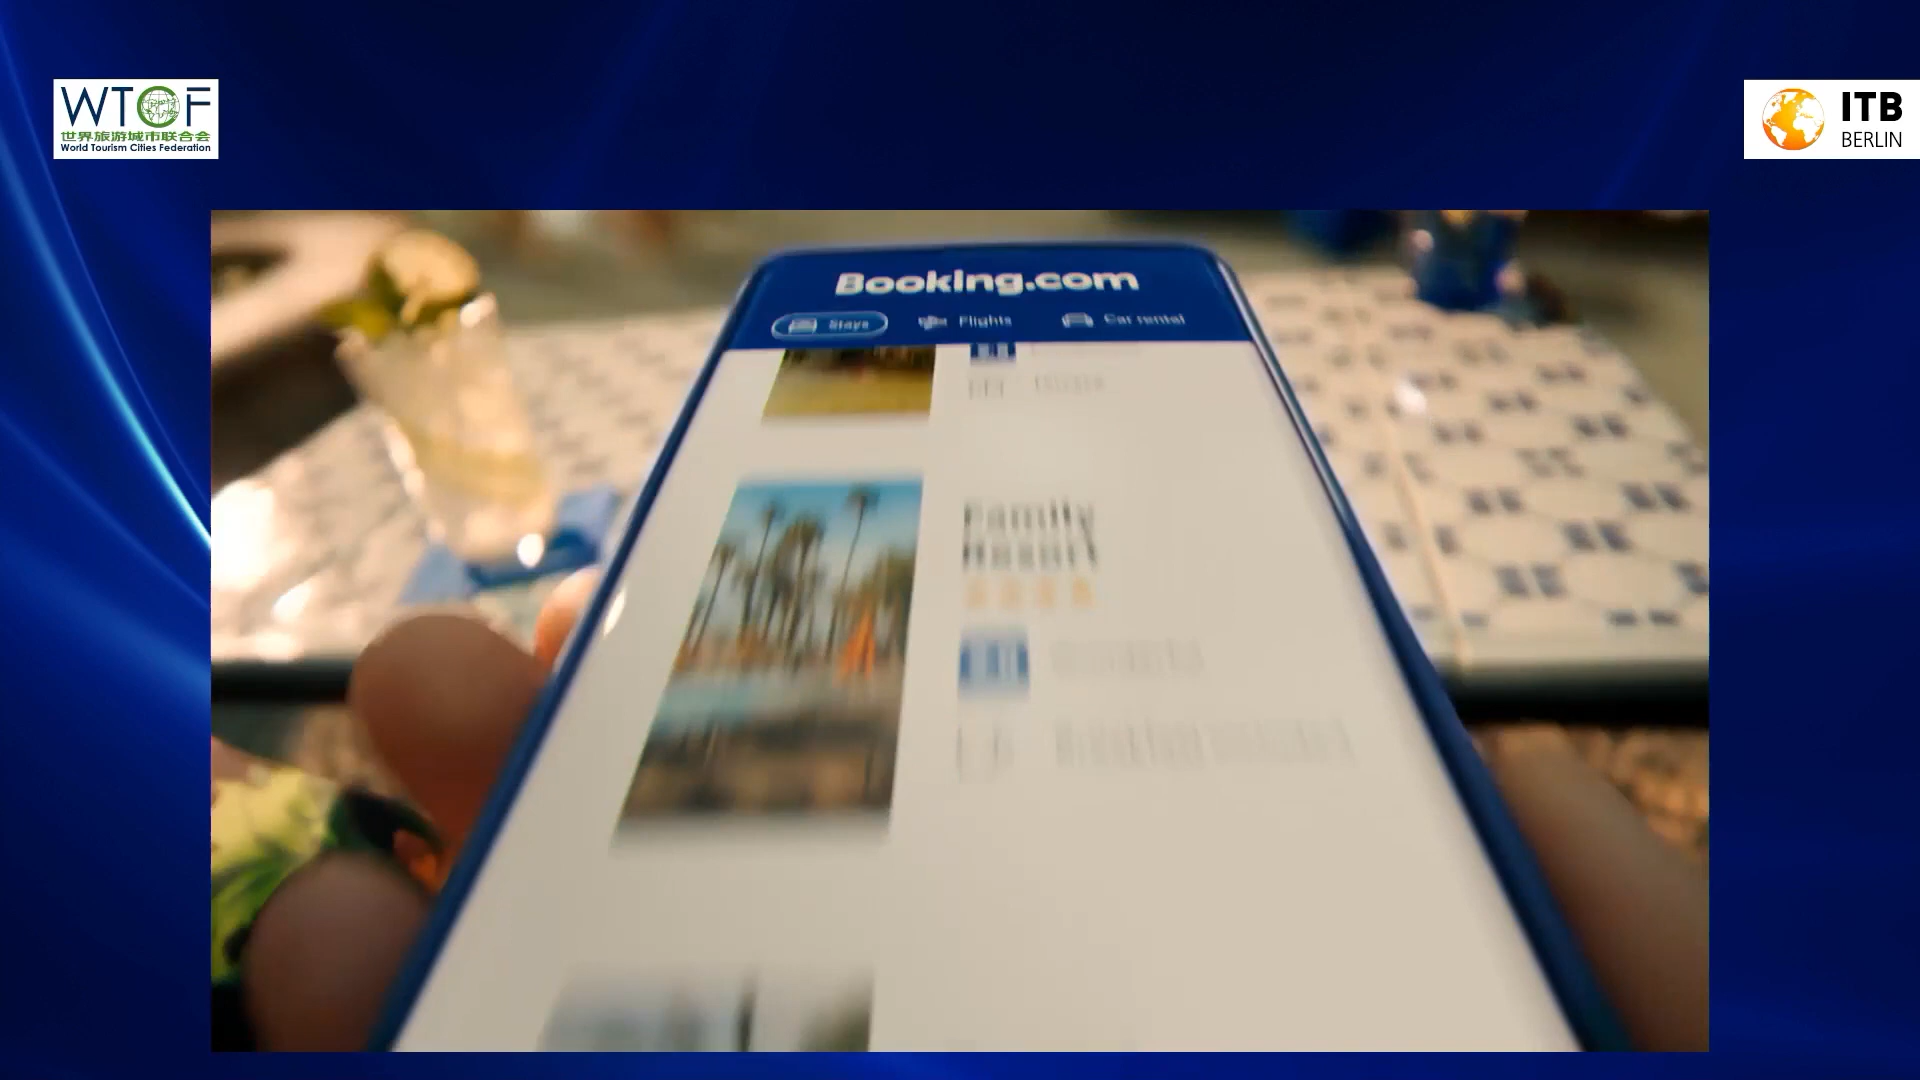 WTCF
世界旅游城市联合会
World Tourism Cities Federation
ITB
BERLIN
Booking.com
Stays Flights Car rental
Family
Resort